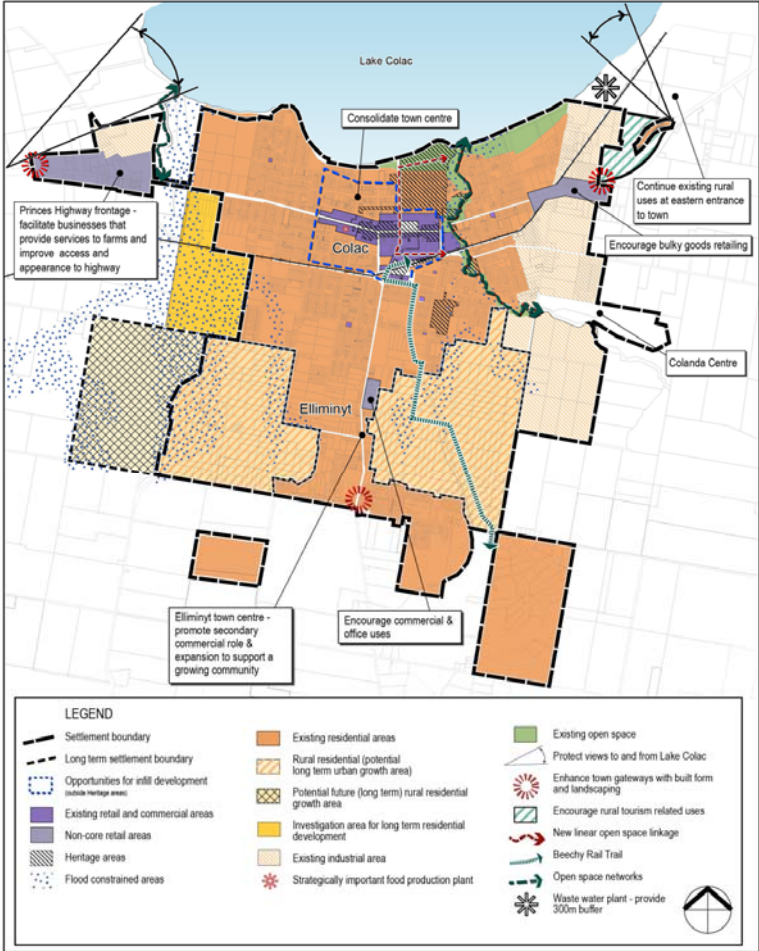 Lake Colac
Consolidate town centre
Continue existing rural
uses at eastern entrance
to town
Princes Highway frontage -
facilitate businesses that
provide services to farms and
improve access and
appearance to highway
Colac
Encourage bulky goods retailing
Colanda Centre
Elliminyt
Elliminyt town centre -
promote secondary
commercial role &
expansion to support a
growing community
Encourage commercial &
office uses
LEGEND
Settlement boundary
Long term settlement boundary
Opportunities for infill development
(outside Heritage areas)
Existing retail and commercial areas
Non-core retail areas
Heritage areas
Flood constrained areas
Existing residential areas
Rural residential (potential
long term urban growth area)
Potential future (long term) rural residential
growth area
Investigation area for long term residential
development
Existing industrial area
Strategically important food production plant
Existing open space
Protect views to and from Lake Colac
Enhance town gateways with built form
and landscaping
Encourage rural tourism related uses
New linear open space linkage
Beechy Rail Trail
Open space networks
Waste water plant - provide
300m buffer